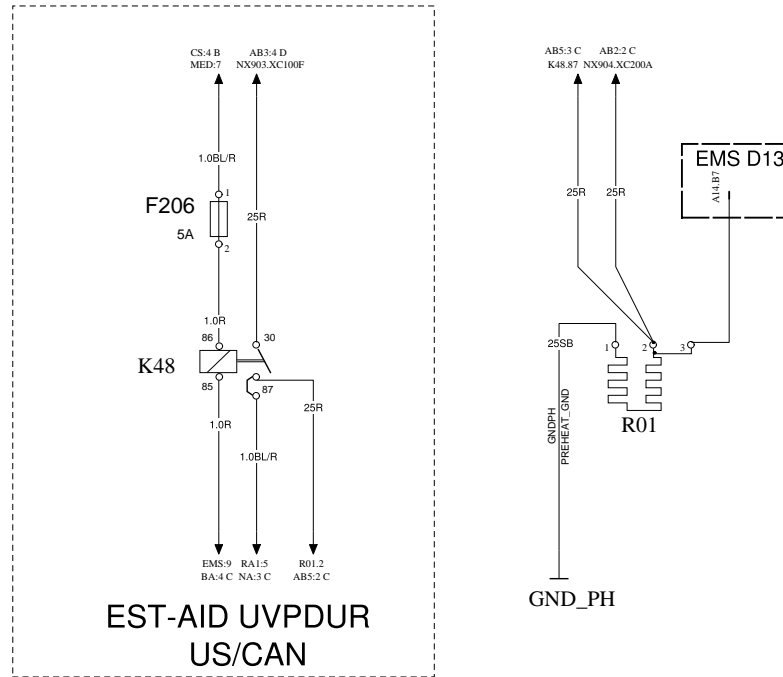 CS:4 B AB3:4 D
MED:7 NX903.XC100F
1.0BL/R
1
F206
5A
25R
2
1.0R
86
30
K48
85
87
25R
1.0R
1.0BL/R
EMS:9 RA1:5 R01.2
BA:4 C NA:3 C AB5:2 C
EST-AID UVPDUR
US/CAN
AB5:3 C AB2:2 C
K48.87 NX904.XC200A
EMS D13
A14.B7
25R 25R
25SB
1
2
3
GNDPH
PREHEAT_GND
R01
GND_PH